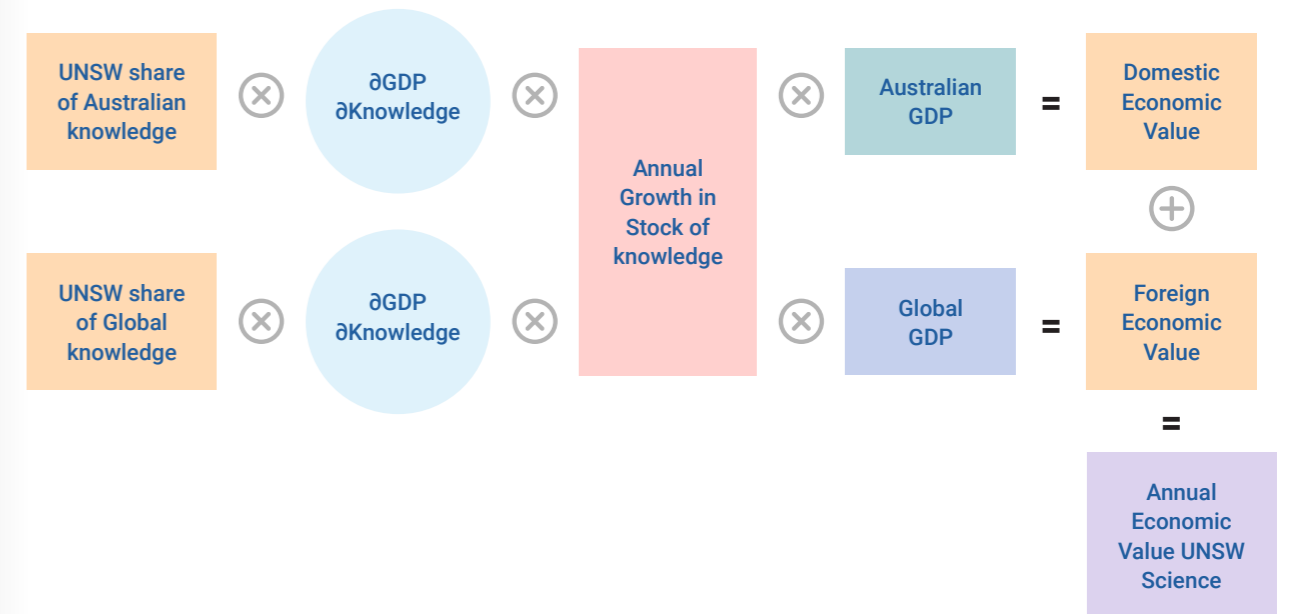 UNSW share
of Australian
knowledge
∂GDP
∂Knowledge
Annual
Growth in
Stock of
knowledge
Australian
GDP
=
Domestic
Economic
Value
UNSW share
of Global
knowledge
∂GDP
∂Knowledge
Global
GDP
=
Foreign
Economic
Value
=
Annual
Economic
Value UNSW
Science